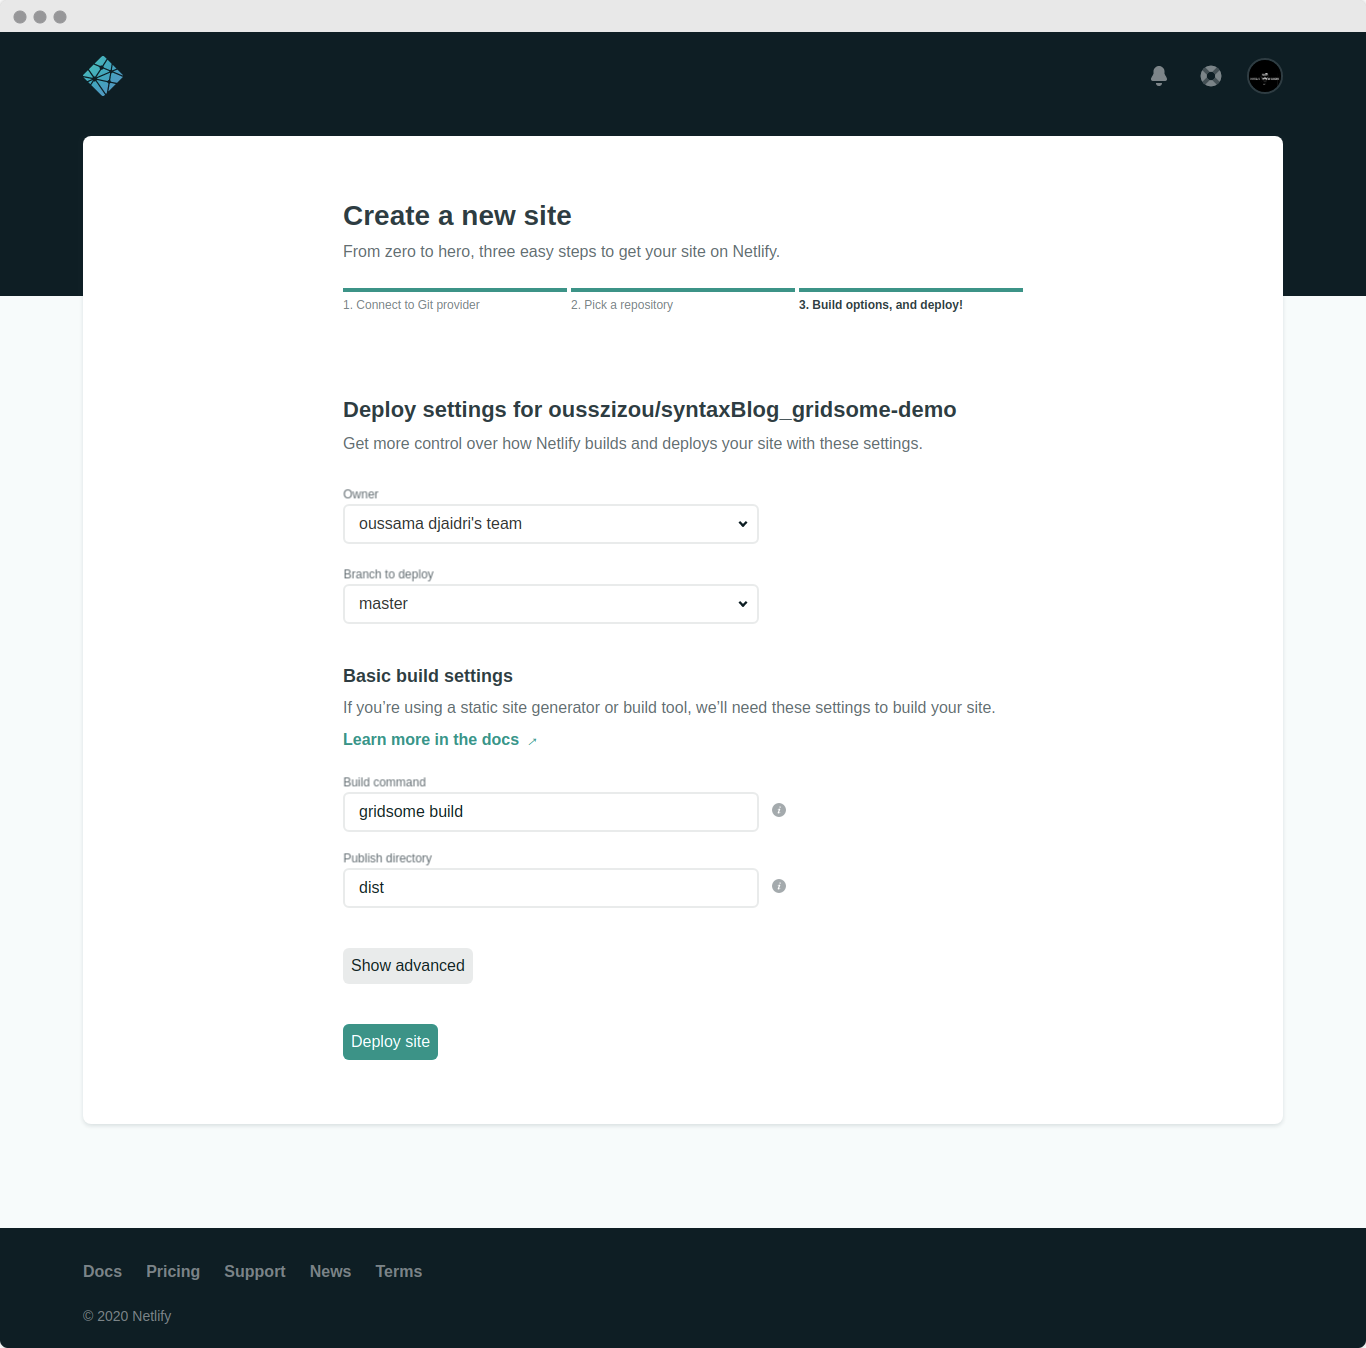 Create a new site
From zero to hero, three easy steps to get your site on Netlify.
1. Connect to Git provider
2. Pick a repository
3. Build options, and deploy!
Deploy settings for ousszizou/syntaxBlog_gridsome-demo
Get more control over how Netlify builds and deploys your site with these settings.
Owner
oussama djaidri's team
Branch to deploy
master
Basic build settings
If you’re using a static site generator or build tool, we’ll need these settings to build your site.
Learn more in the docs →
Build command
gridsome build
Publish directory
dist
Show advanced
Deploy site
Docs Pricing Support News Terms
© 2020 Netlify